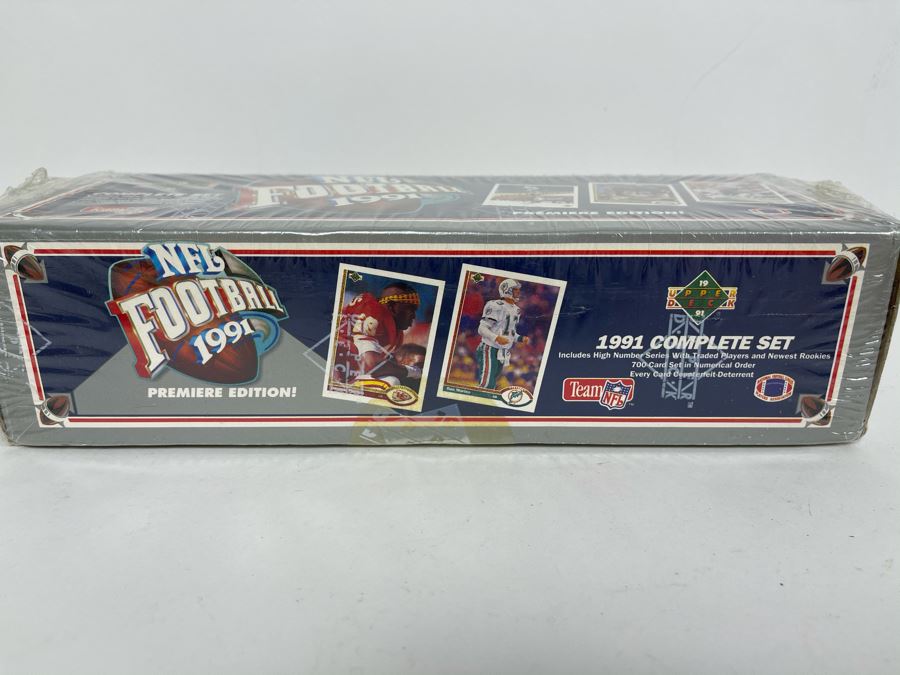 FOOTBALL
1991
PREMIERE EDITION!
NFL
FOOTBALL
1991
PREMIERE EDITION!
19
UPPER
DECK
91
1991 COMPLETE SET
Includes High Number Series With Traded Players and Newest Rookies
700 Card Set in Numerical Order
Every Card Counterfeit-Deterrent
Team NFL